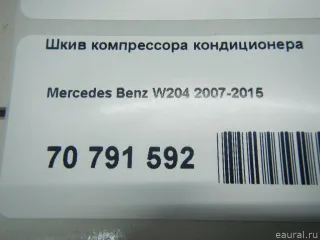 Шкив компрессора кондиционера
Mercedes Benz W204 2007-2015
70 791 592
eaural.ru